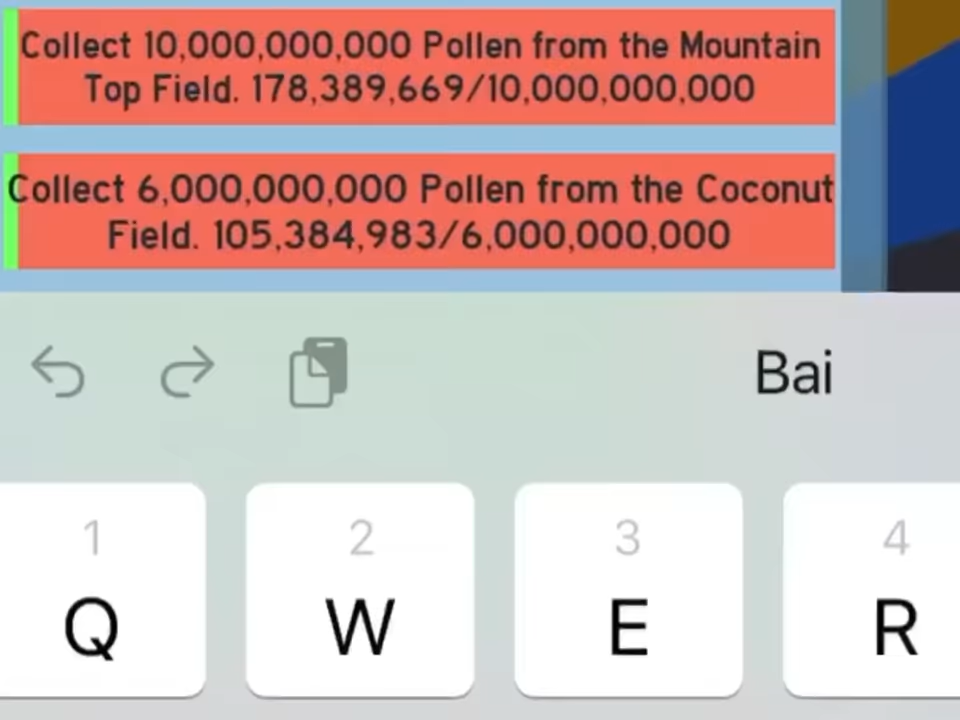 Collect 10,000,000,000 Pollen from the Mountain
Top Field. 178,389,669/10,000,000,000
Collect 6,000,000,000 Pollen from the Coconut
Field. 105,384,983/6,000,000,000
Bai
1 2 3 4
Q W E R